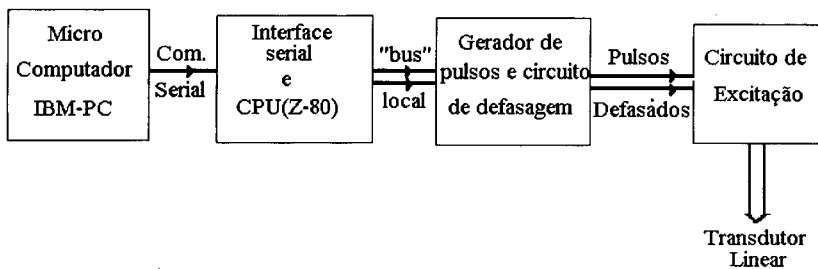 Micro
Computador
IBM-PC
Com.
Serial
Interface
serial
e
CPU(Z-80)
"bus"
local
Gerador de
pulsos e circuito
de defasagem
Pulsos
Defasados
Circuito de
Excitação
Transdutor
Linear